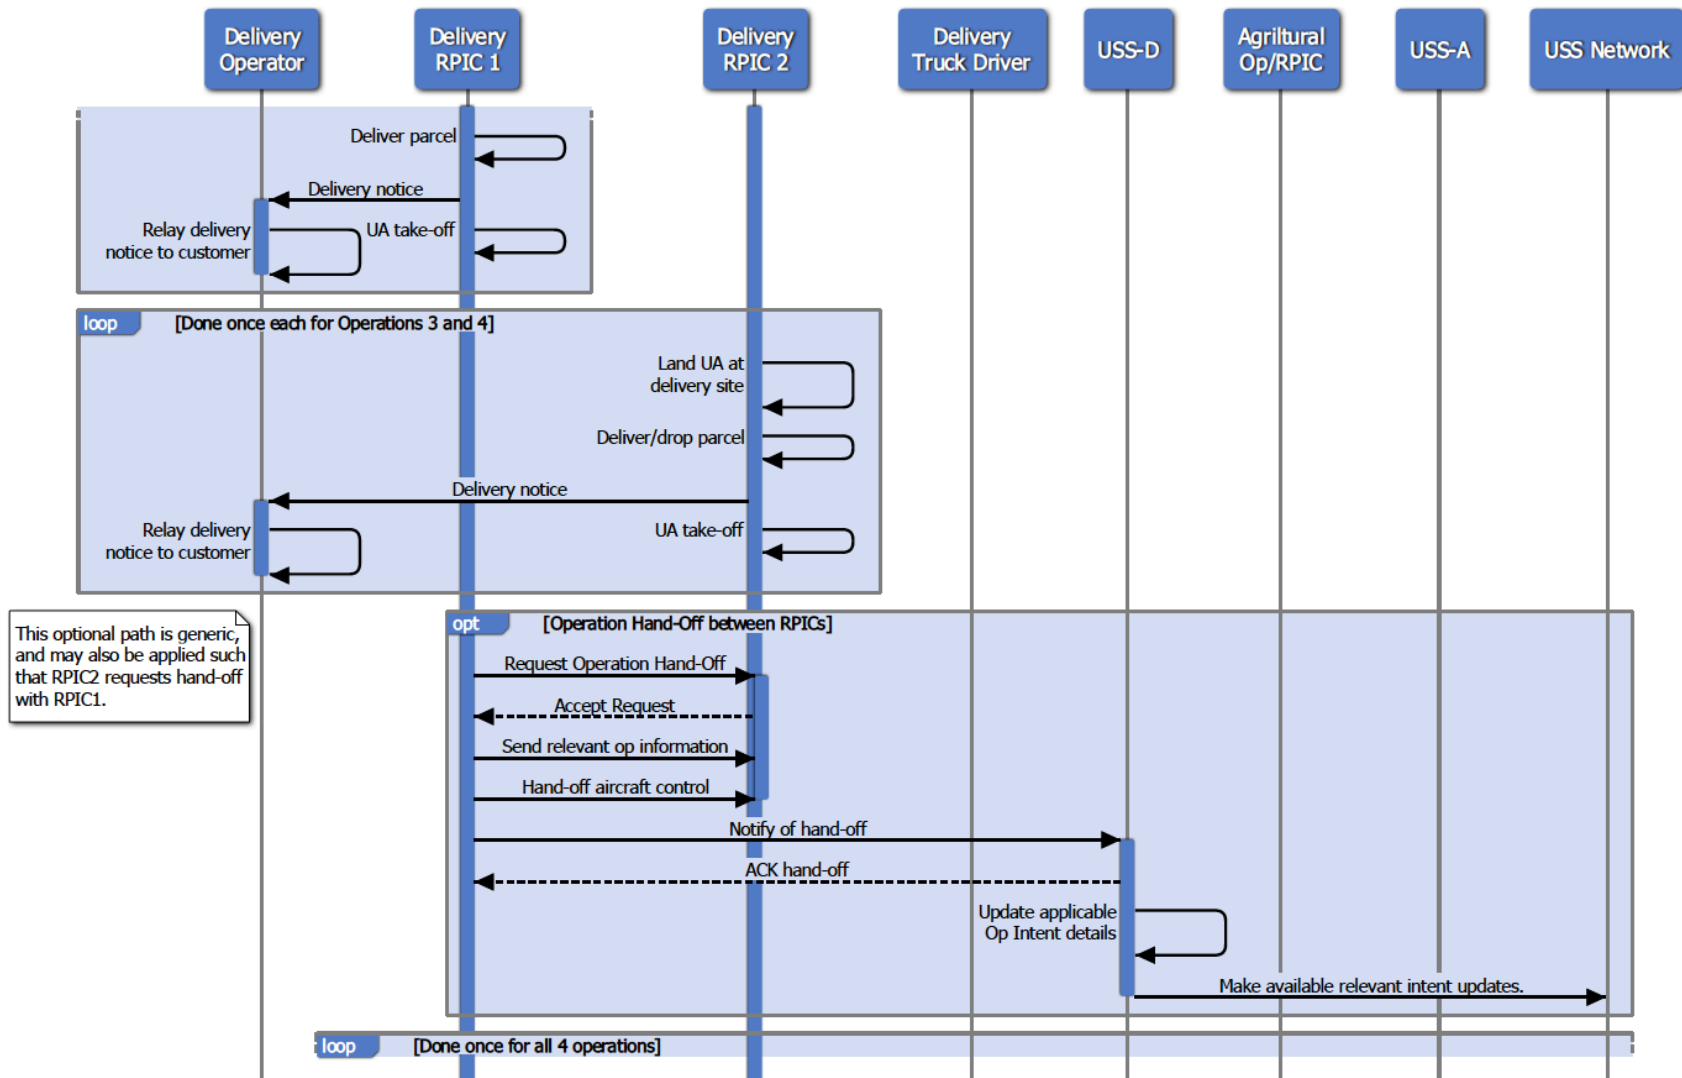 Delivery
Operator
Delivery
RPIC 1
Delivery
RPIC 2
Delivery
Truck Driver
USS-D
Agriltural
Op/RPIC
USS-A
USS Network
Deliver parcel
Delivery notice
Relay delivery
notice to customer
UA take-off
loop
[Done once each for Operations 3 and 4]
Land UA at
delivery site
Deliver/drop parcel
Delivery notice
Relay delivery
notice to customer
UA take-off
This optional path is generic,
and may also be applied such
that RPIC2 requests hand-off
with RPIC1.
opt
[Operation Hand-Off between RPICs]
Request Operation Hand-Off
Accept Request
Send relevant op information
Hand-off aircraft control
Notify of hand-off
ACK hand-off
Update applicable
Op Intent details
Make available relevant intent updates.
loop
[Done once for all 4 operations]